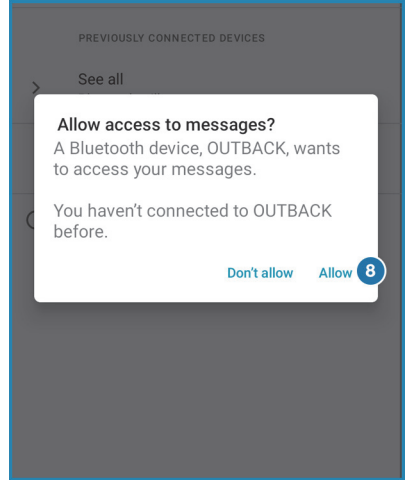 PREVIOUSLY CONNECTED DEVICES
See all
Allow access to messages?
A Bluetooth device, OUTBACK, wants
to access your messages.
You haven't connected to OUTBACK
before.
Don't allow Allow 8